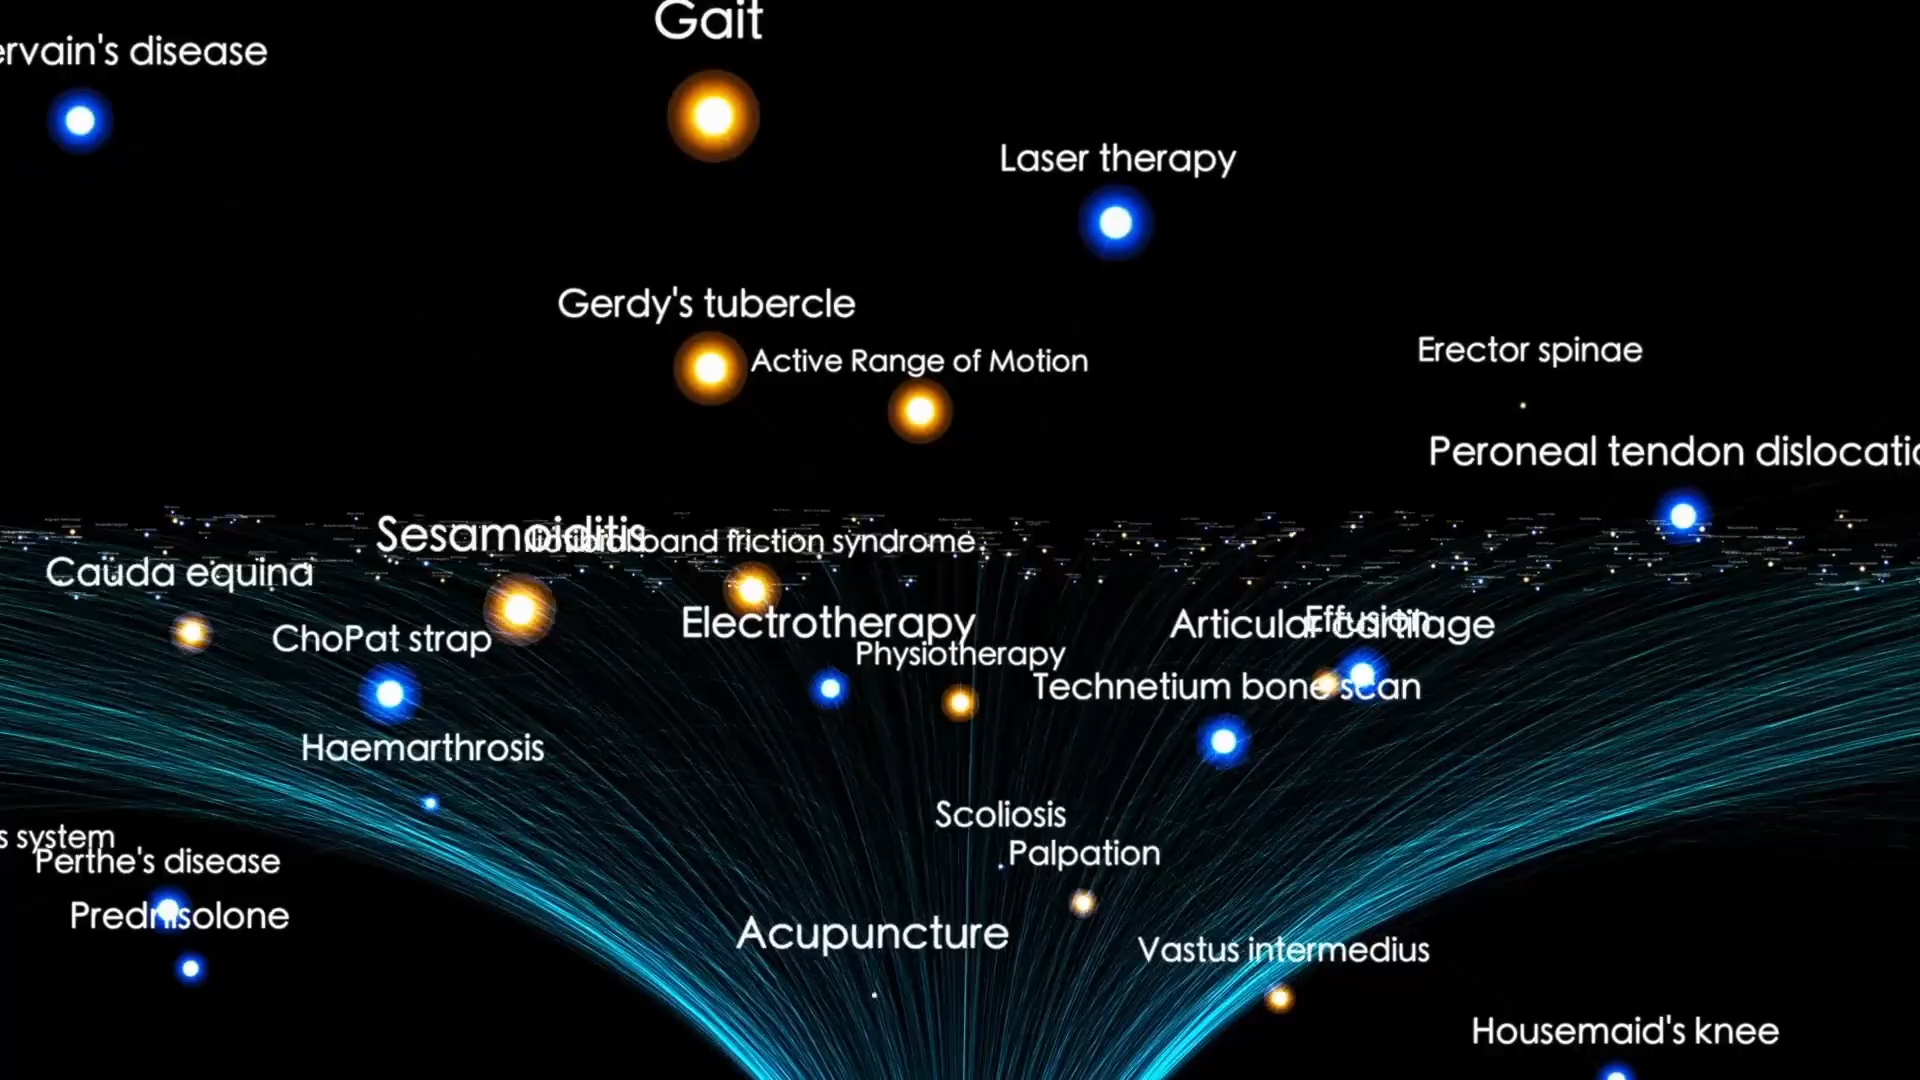 Gait
ervain's disease
Laser therapy
Gerdy's tubercle
Active Range of Motion
Erector spinae
Peroneal tendon dislocatio
Sesamoiditis
band friction syndrome
Cauda equina
Electrotherapy
Articular cartilage
Effusion
ChoPat strap
Physiotherapy
Technetium bone scan
Haemarthrosis
Scoliosis
s system
Palpation
Perthe's disease
Prednisolone
Acupuncture
Vastus intermedius
Housemaid's knee